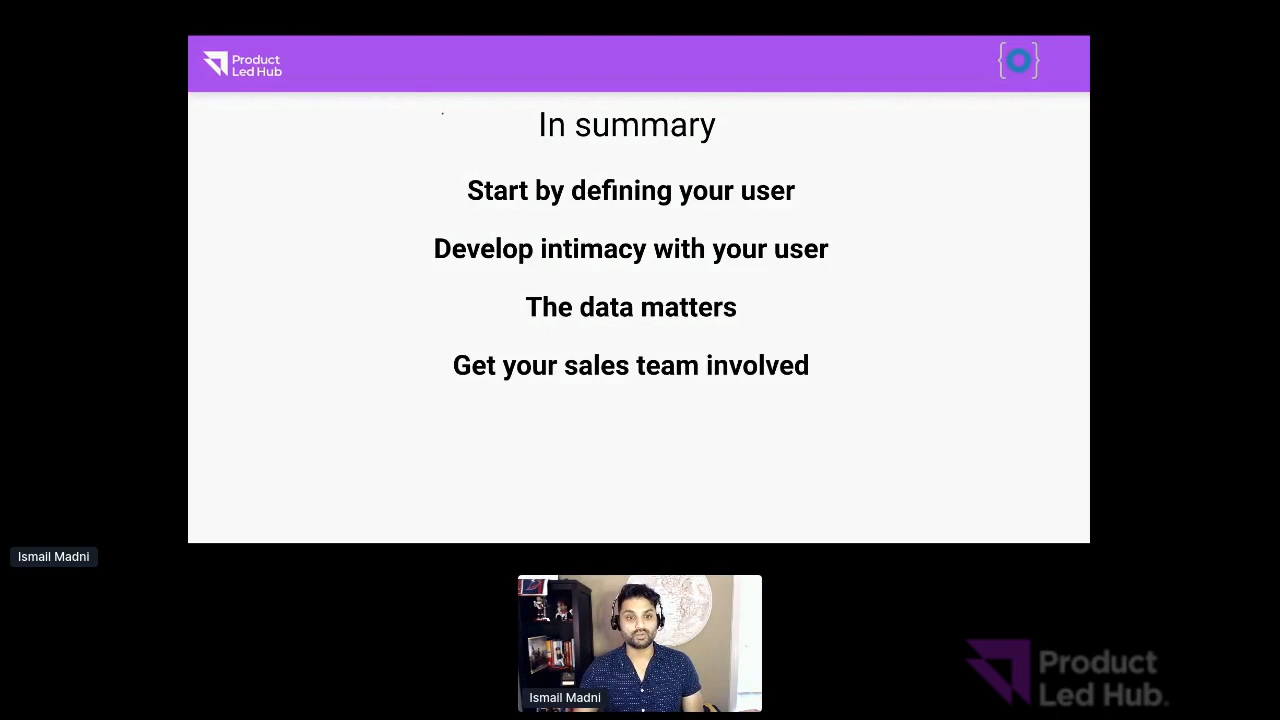 Product
Led Hub
In summary
Start by defining your user
Develop intimacy with your user
The data matters
Get your sales team involved
Ismail Madni
Ismail Madni
Product
Led Hub.